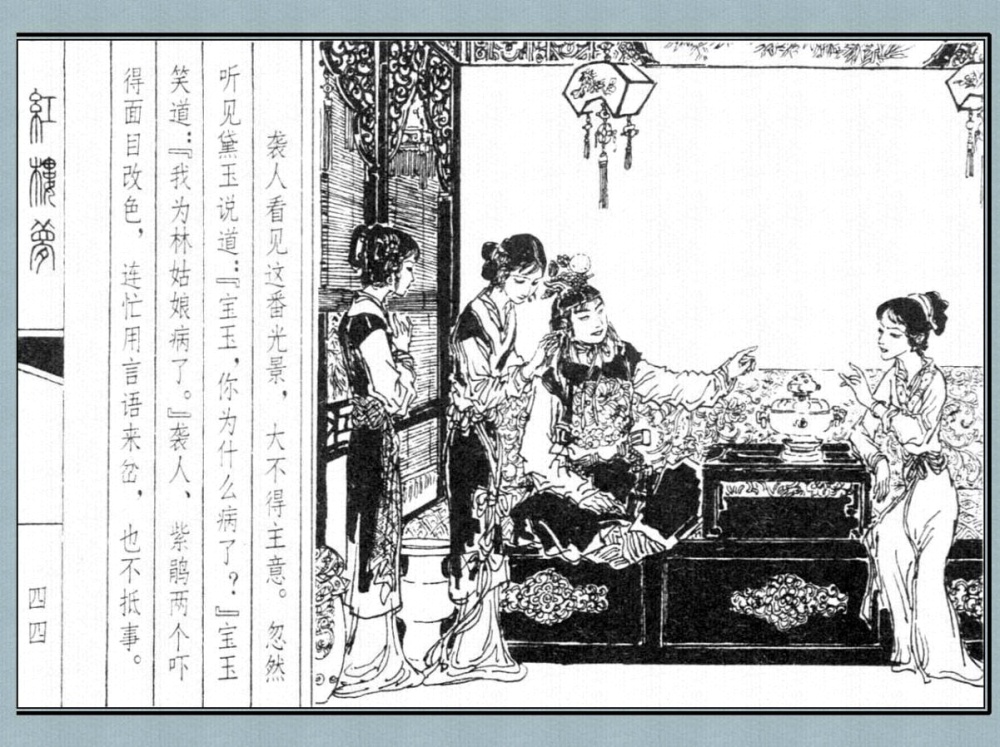 袭人看见这番光景，大不得主意。忽然
听见黛玉说道：『宝玉，你为什么病了？』宝玉
笑道：『我为林姑娘病了。』袭人、紫鹃两个吓
得面目改色，连忙用言语来岔，也不抵事。
紅樓夢
四四